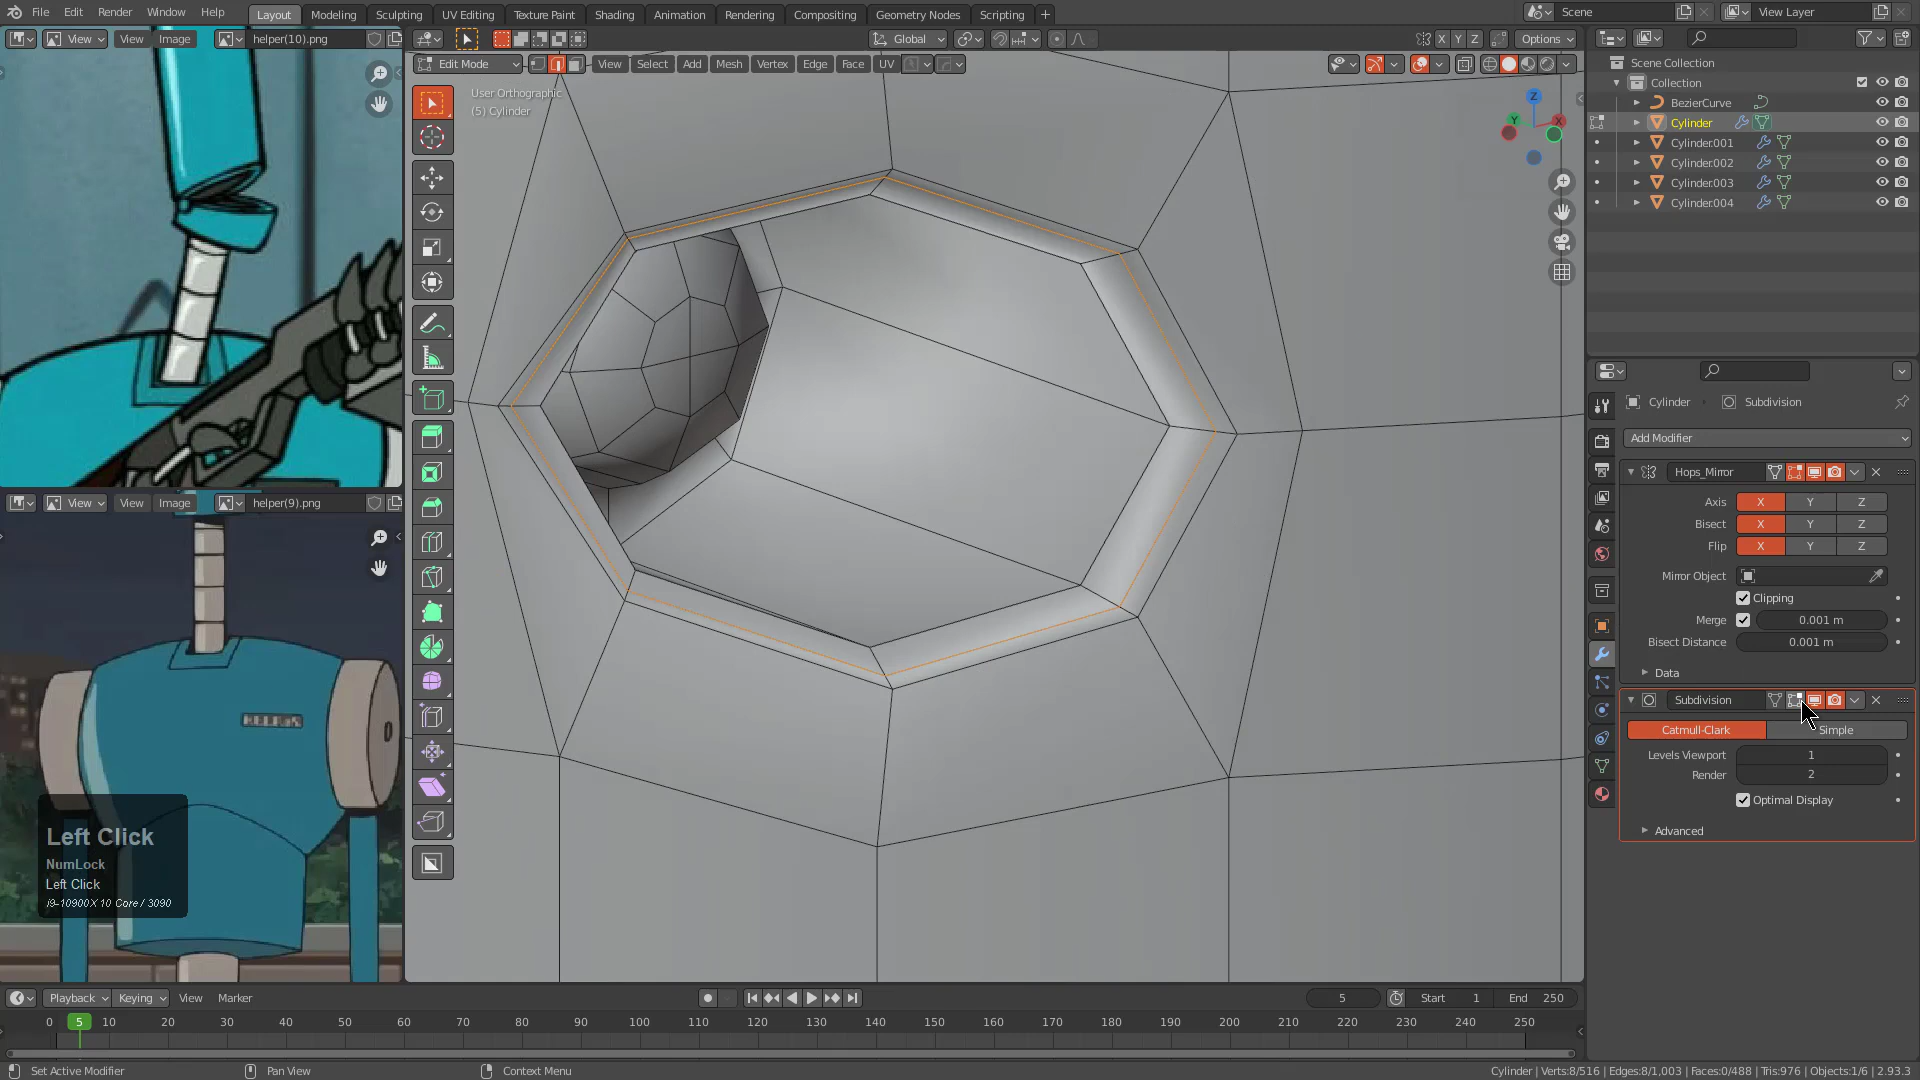 File Edit Render Window Help
Layout Modeling Sculpting UV Editing Texture Paint Shading Animation Rendering Compositing Geometry Nodes Scripting +
Scene View Layer
View View Image helper(10).png
Global X Y Z Options
Edit Mode View Select Add Mesh Vertex Edge Face UV
User Orthographic
(5) Cylinder
Z
Y X
Scene Collection
Collection
BezierCurve
Cylinder
Cylinder.001
Cylinder.002
Cylinder.003
Cylinder.004
Cylinder Subdivision
Add Modifier
Hops_Mirror
Axis X Y Z
Bisect X Y Z
Flip X Y Z
Mirror Object
Clipping
Merge 0.001 m
Bisect Distance 0.001 m
Data
Subdivision
Catmull-Clark Simple
Levels Viewport 1
Render 2
Optimal Display
Advanced
View View Image helper(9).png
Left Click
NumLock
Left Click
i9-10900X 10 Core / 3090
Playback Keying View Marker
5 Start 1 End 250
0 5 10 20 30 40 50 60 70 80 90 100 110 120 130 140 150 160 170 180 190 200 210 220 230 240 250
Set Active Modifier Pan View Context Menu
Cylinder | Verts:8/516 | Edges:8/1,003 | Faces:0/488 | Tris:976 | Objects:1/6 | 2.93.3